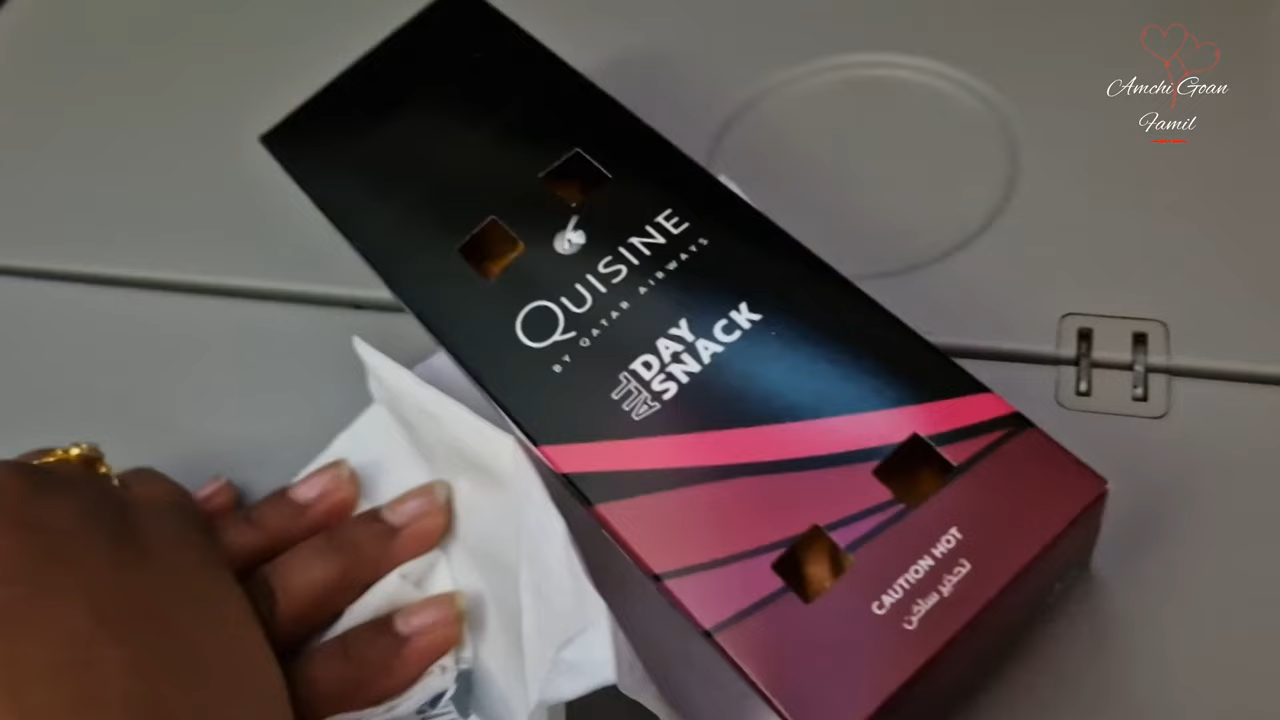 Amchi Goan
Famil
QUISINE
BY QATAR AIRWAYS
ALL
DAY
SNACK
CAUTION HOT
تحذير ساخن